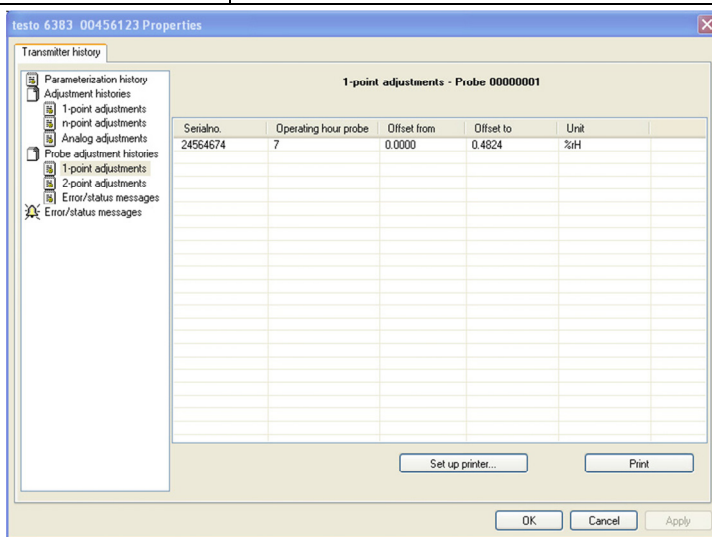 testo 6383 00456123 Properties
Transmitter history
Parameterization history
Adjustment histories
1-point adjustments
n-point adjustments
Analog adjustments
Probe adjustment histories
1-point adjustments
2-point adjustments
Error/status messages
Error/status messages
1-point adjustments - Probe 00000001
Serialno. Operating hour probe Offset from Offset to Unit
24564674 7 0.0000 0.4824 %rH
Set up printer... Print
OK Cancel Apply